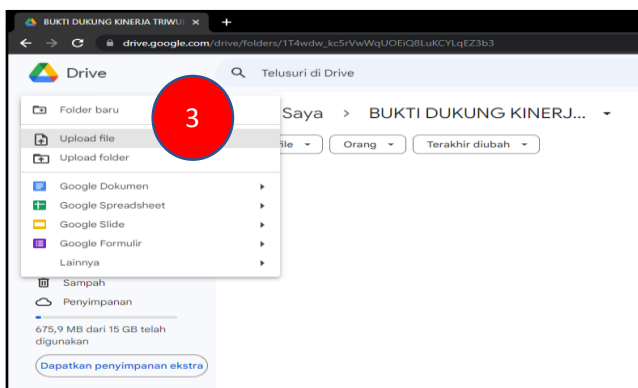 BUKTI DUKUNG KINERJA TRIWU
drive.google.com/drive/folders/1T4wdw_kc5rVwWqUOEiQ8LuKCYLqEZ3b3
Drive
Telusuri di Drive
Folder baru
3
Saya > BUKTI DUKUNG KINERJ...
Upload file
file
Orang
Terakhir diubah
Upload folder
Google Dokumen
Google Spreadsheet
Google Slide
Google Formulir
Lainnya
Sampah
Penyimpanan
675,9 MB dari 15 GB telah
digunakan
Dapatkan penyimpanan ekstra